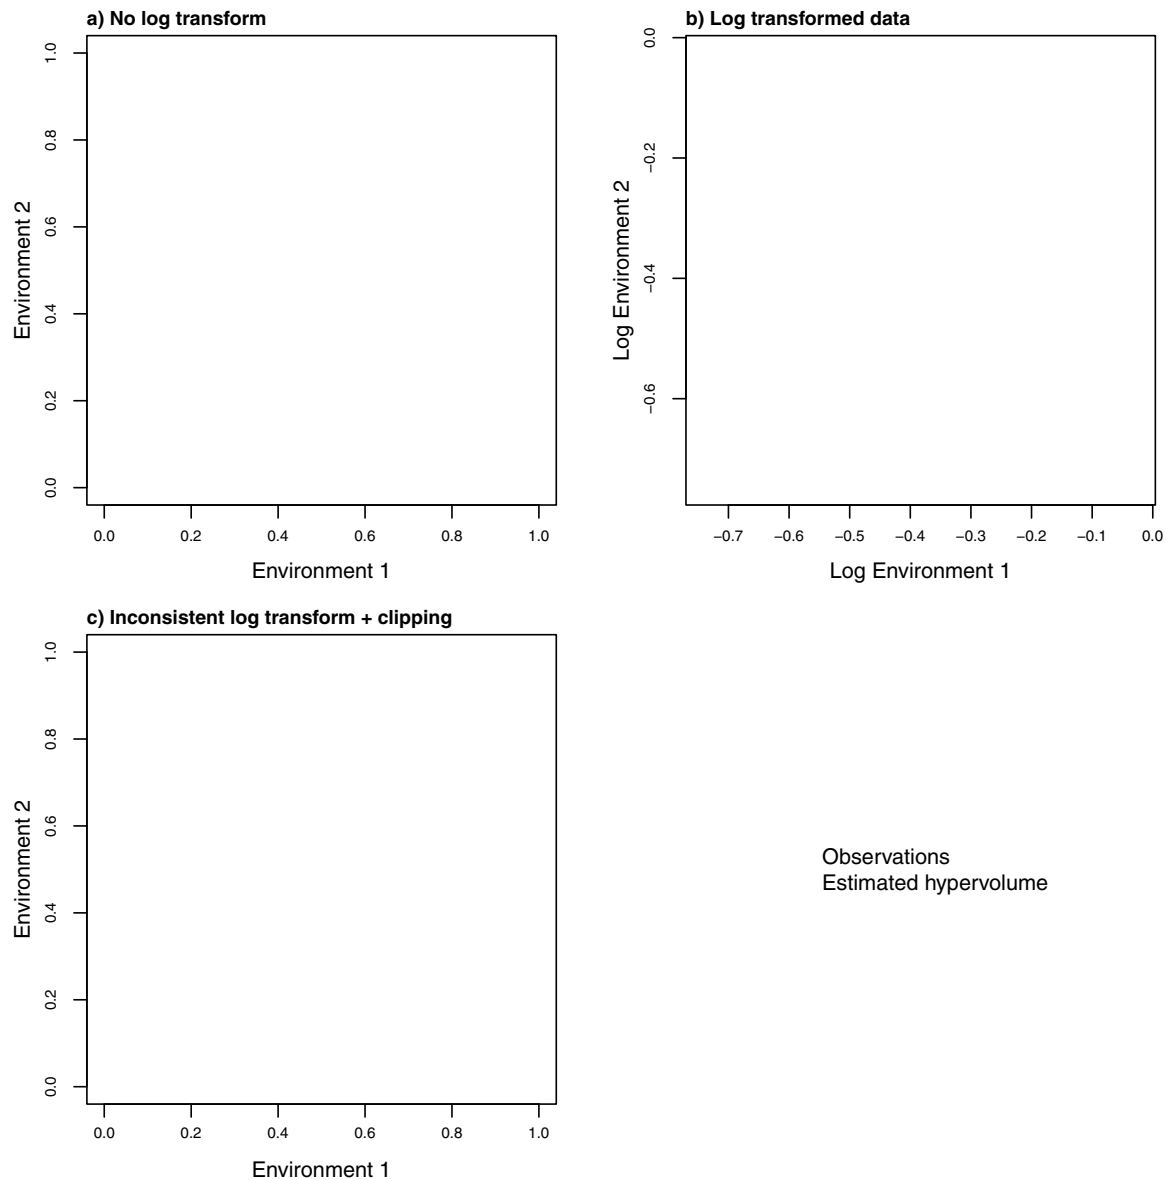 a) No log transform
1.0
0.8
0.6
0.4
0.2
0.0
Environment 2
0.0 0.2 0.4 0.6 0.8 1.0
Environment 1
b) Log transformed data
0.0
−0.2
−0.4
−0.6
Log Environment 2
−0.7 −0.6 −0.5 −0.4 −0.3 −0.2 −0.1 0.0
Log Environment 1
c) Inconsistent log transform + clipping
1.0
0.8
0.6
0.4
0.2
0.0
Environment 2
0.0 0.2 0.4 0.6 0.8 1.0
Environment 1
Observations
Estimated hypervolume